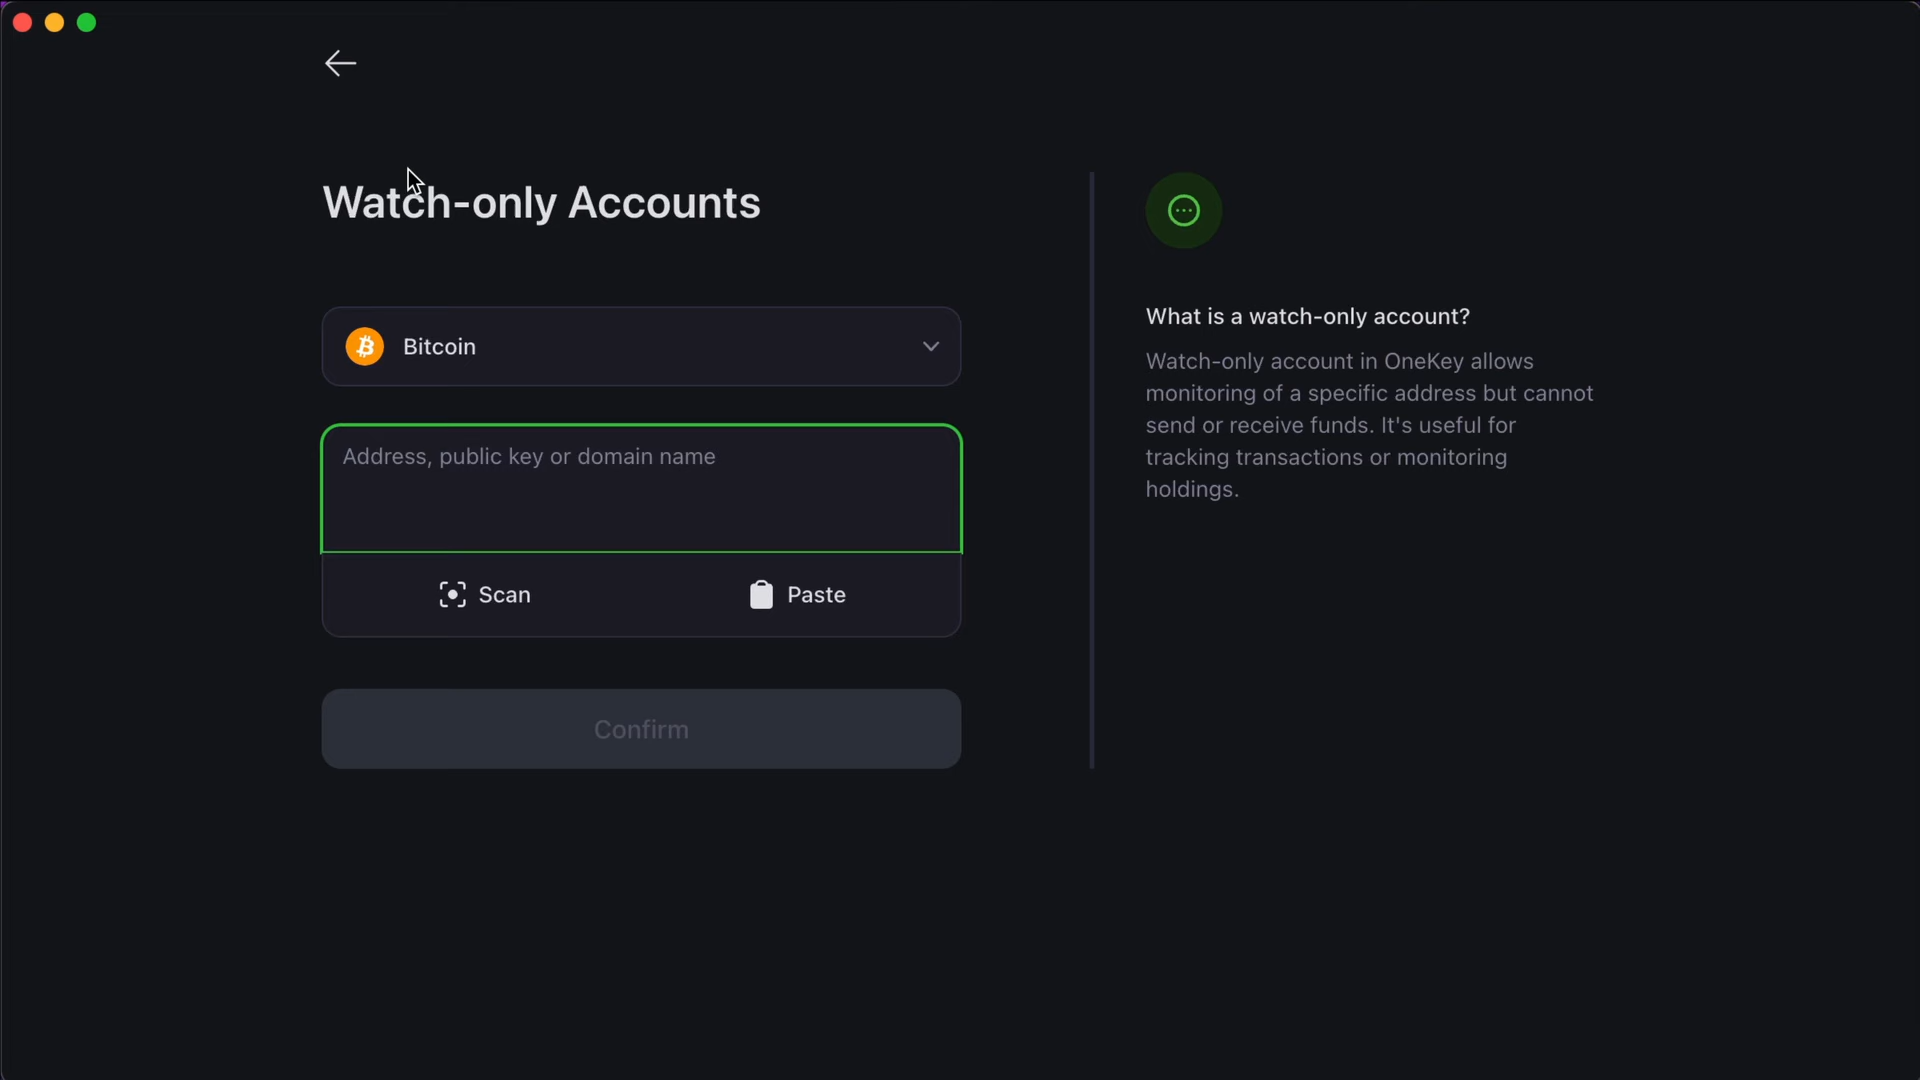 Watch-only Accounts
Bitcoin
Address, public key or domain name
Scan
Paste
Confirm
What is a watch-only account?
Watch-only account in OneKey allows
monitoring of a specific address but cannot
send or receive funds. It's useful for
tracking transactions or monitoring
holdings.